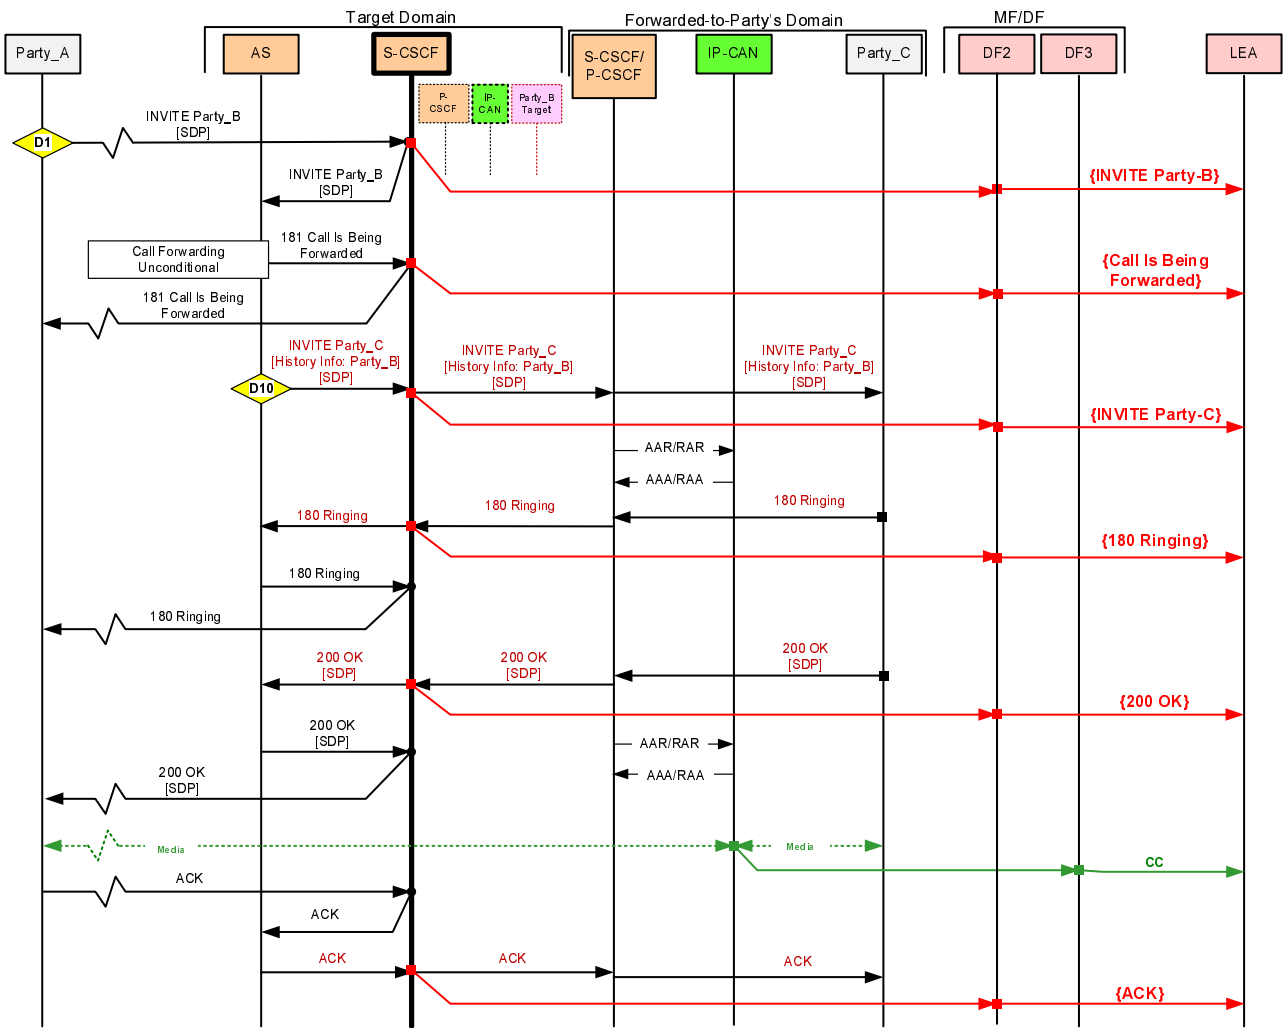 Target Domain
Forwarded-to-Party's Domain
MF/DF
Party_A
AS
S-CSCF
S-CSCF/
P-CSCF
IP-CAN
Party_C
DF2
DF3
LEA
P-
CSCF
IP-
CAN
Party_B
Target
D1
INVITE Party_B
[SDP]
INVITE Party_B
[SDP]
{INVITE Party-B}
Call Forwarding
Unconditional
181 Call Is Being
Forwarded
{Call Is Being
Forwarded}
181 Call Is Being
Forwarded
D10
INVITE Party_C
[History Info: Party_B]
[SDP]
INVITE Party_C
[History Info: Party_B]
[SDP]
INVITE Party_C
[History Info: Party_B]
[SDP]
{INVITE Party-C}
AAR/RAR
AAA/RAA
180 Ringing
180 Ringing
180 Ringing
{180 Ringing}
180 Ringing
180 Ringing
200 OK
[SDP]
200 OK
[SDP]
200 OK
[SDP]
{200 OK}
200 OK
[SDP]
AAR/RAR
200 OK
[SDP]
AAA/RAA
Media
Media
CC
ACK
ACK
ACK
ACK
ACK
{ACK}